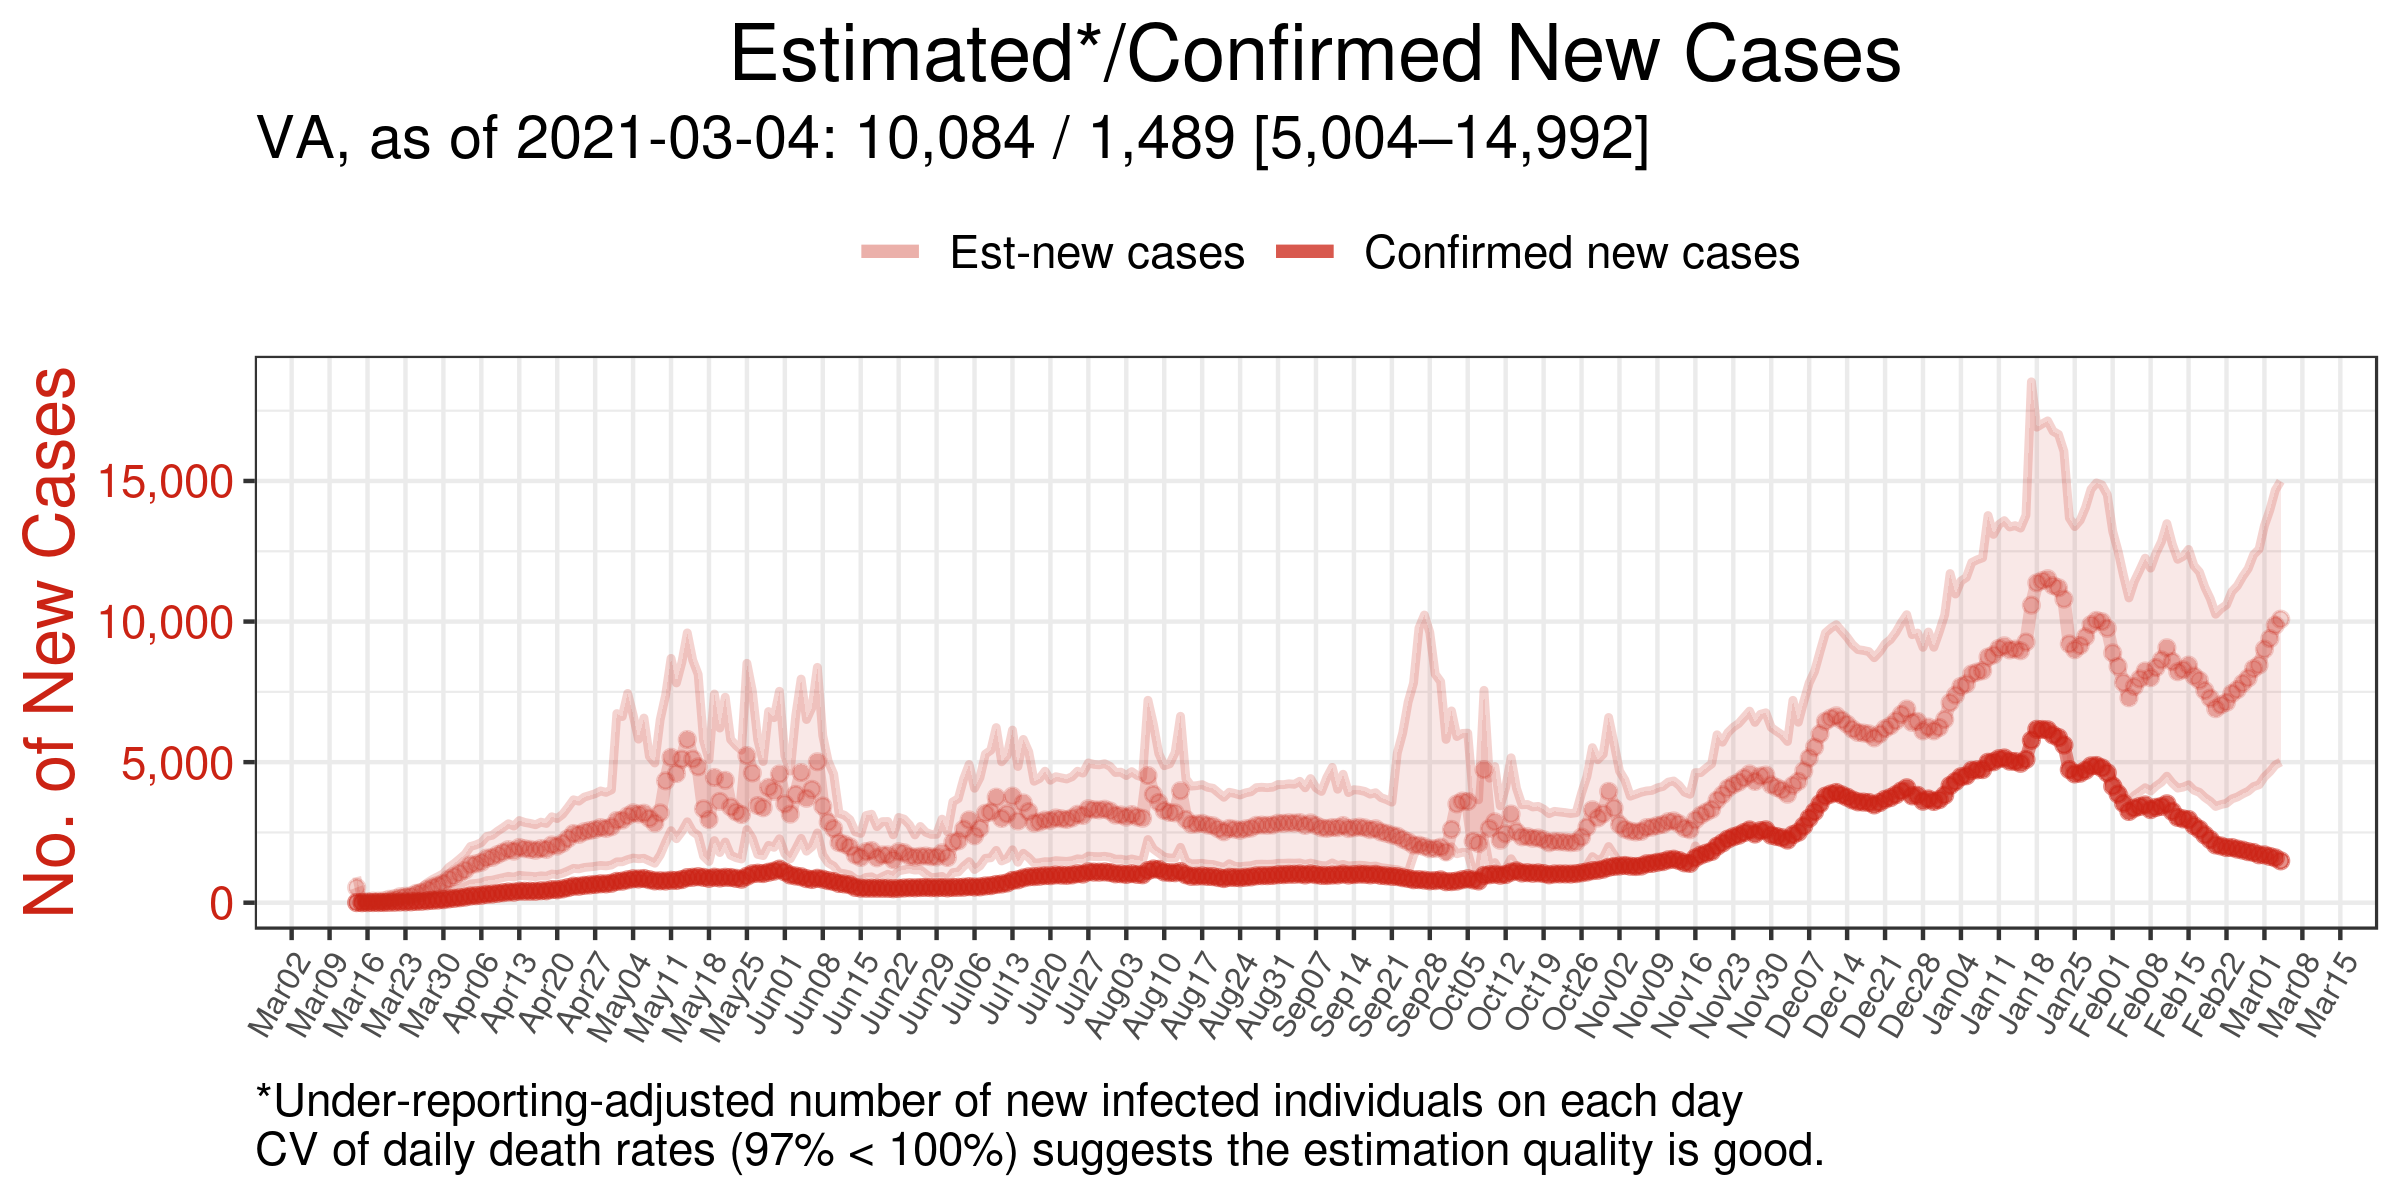 Estimated*/Confirmed New Cases
VA, as of 2021-03-04: 10,084 / 1,489 [5,004–14,992]
Est-new cases
Confirmed new cases
No. of New Cases
15,000
10,000
5,000
0
Mar02
Mar09
Mar16
Mar23
Mar30
Apr06
Apr13
Apr20
Apr27
May04
May11
May18
May25
Jun01
Jun08
Jun15
Jun22
Jun29
Jul06
Jul13
Jul20
Jul27
Aug03
Aug10
Aug17
Aug24
Aug31
Sep07
Sep14
Sep21
Sep28
Oct05
Oct12
Oct19
Oct26
Nov02
Nov09
Nov16
Nov23
Nov30
Dec07
Dec14
Dec21
Dec28
Jan04
Jan11
Jan18
Jan25
Feb01
Feb08
Feb15
Feb22
Mar01
Mar08
Mar15
*Under-reporting-adjusted number of new infected individuals on each day
CV of daily death rates (97% < 100%) suggests the estimation quality is good.